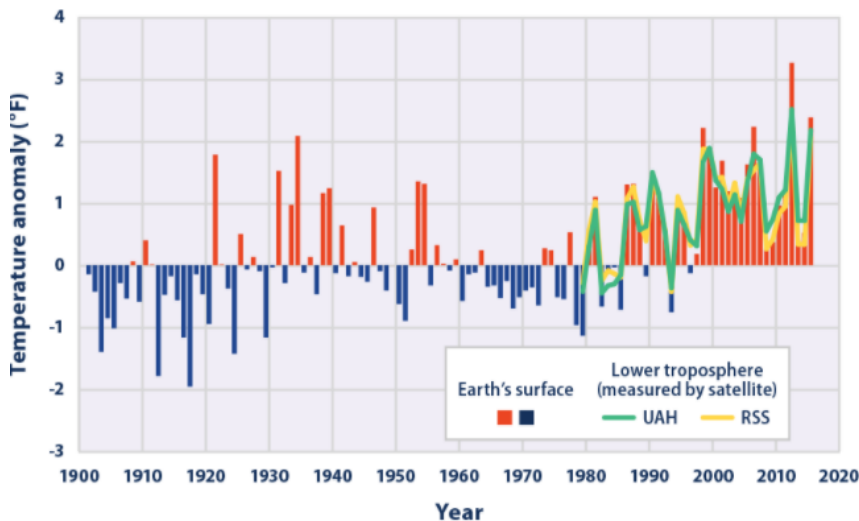 4
3
2
1
0
-1
-2
-3
Temperature anomaly (°F)
Earth's surface
Lower troposphere
(measured by satellite)
UAH
RSS
1900 1910 1920 1930 1940 1950 1960 1970 1980 1990 2000 2010 2020
Year